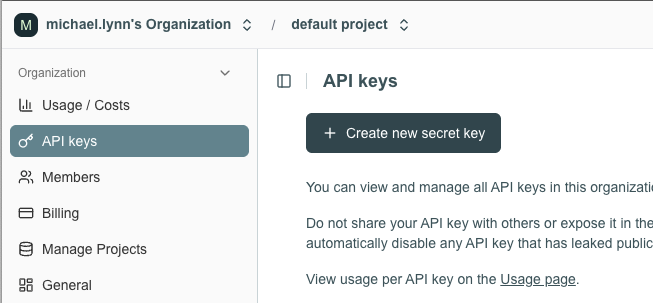 M michael.lynn's Organization / default project
Organization
Usage / Costs
API keys
Members
Billing
Manage Projects
General
API keys
+ Create new secret key
You can view and manage all API keys in this
Do not share your API key with others or expose it in the
automatically disable any API key that has leaked
View usage per API key on the Usage page.